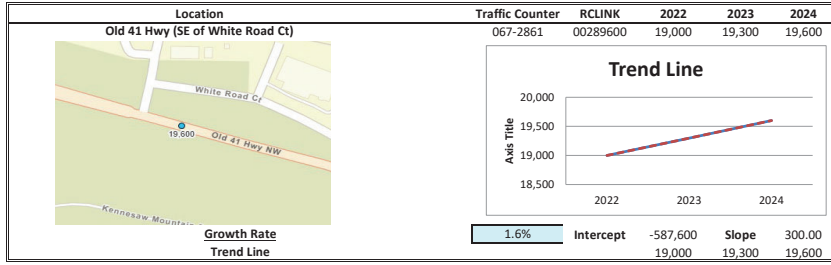 Location Traffic Counter RCLINK 2022 2023 2024
Old 41 Hwy (SE of White Road Ct) 067-2861 00289600 19,000 19,300 19,600
White Road Ct
19,600
Old 41 Hwy NW
Kennesaw Mountain
Trend Line
Axis Title
20,000
19,500
19,000
18,500
2022 2023 2024
Growth Rate 1.6% Intercept -587,600 Slope 300.00
Trend Line 19,000 19,300 19,600